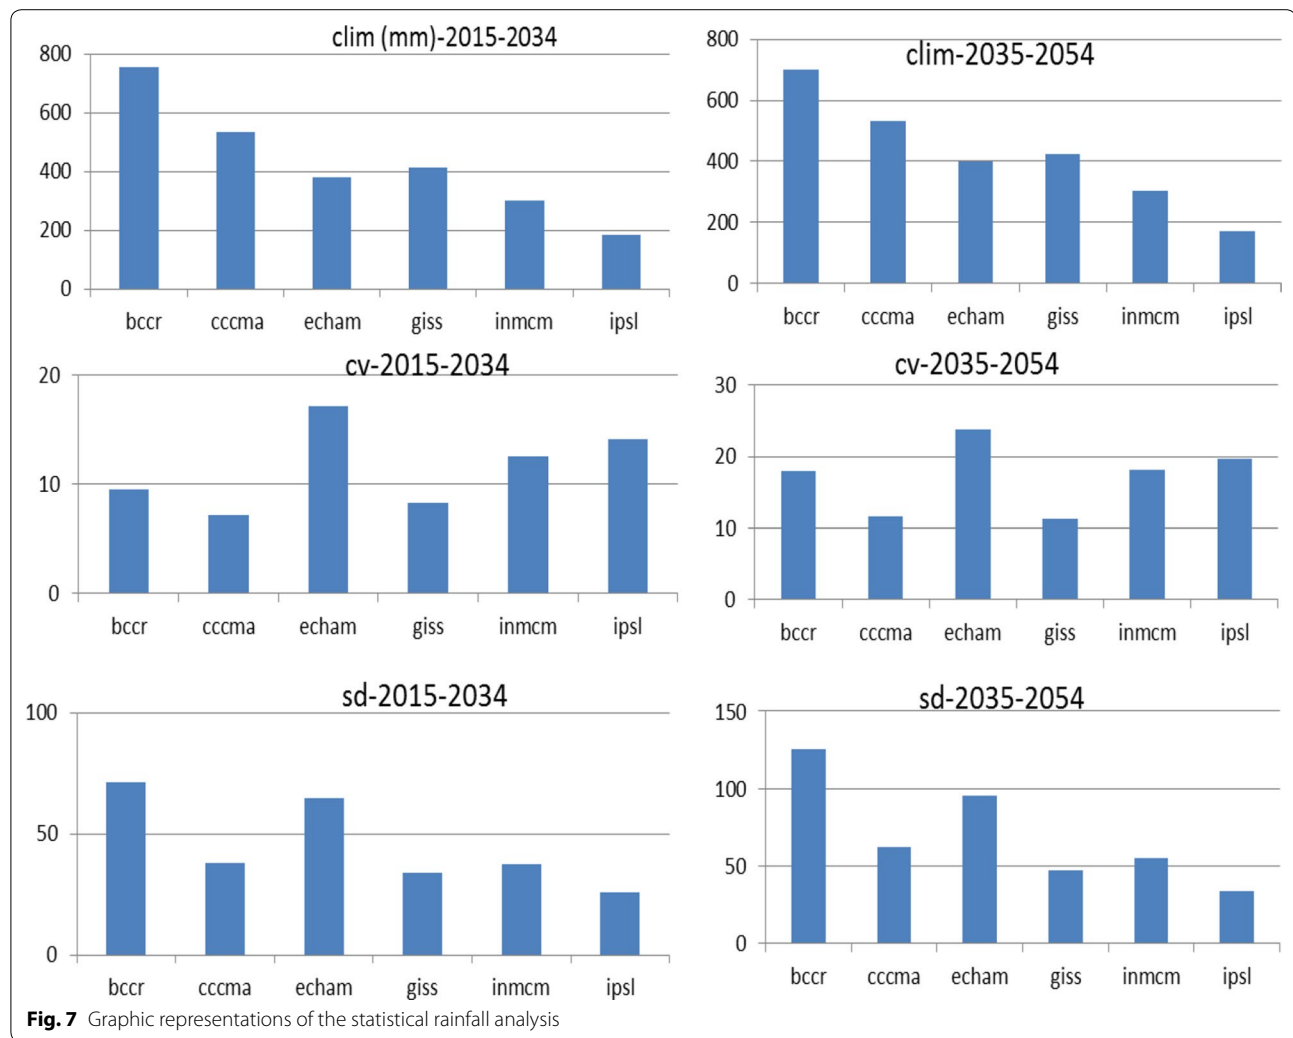 clim (mm)-2015-2034
800
600
400
200
0
bccr cccma echam giss inmcm ipsl
clim-2035-2054
800
600
400
200
0
bccr cccma echam giss inmcm ipsl
cv-2015-2034
20
10
0
bccr cccma echam giss inmcm ipsl
cv-2035-2054
30
20
10
0
bccr cccma echam giss inmcm ipsl
sd-2015-2034
100
50
0
bccr cccma echam giss inmcm ipsl
sd-2035-2054
150
100
50
0
bccr cccma echam giss inmcm ipsl
Fig. 7 Graphic representations of the statistical rainfall analysis